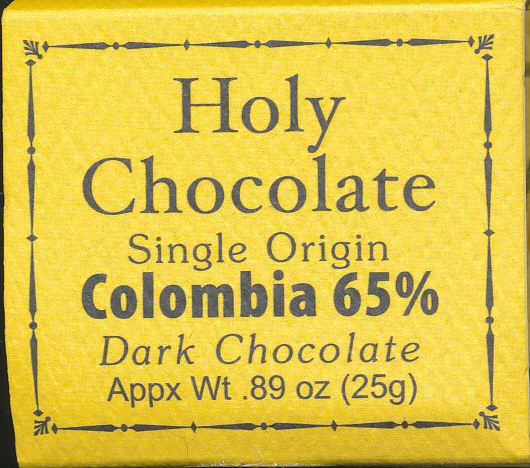 Holy
Chocolate
Single Origin
Colombia 65%
Dark Chocolate
Appx Wt .89 oz (25g)